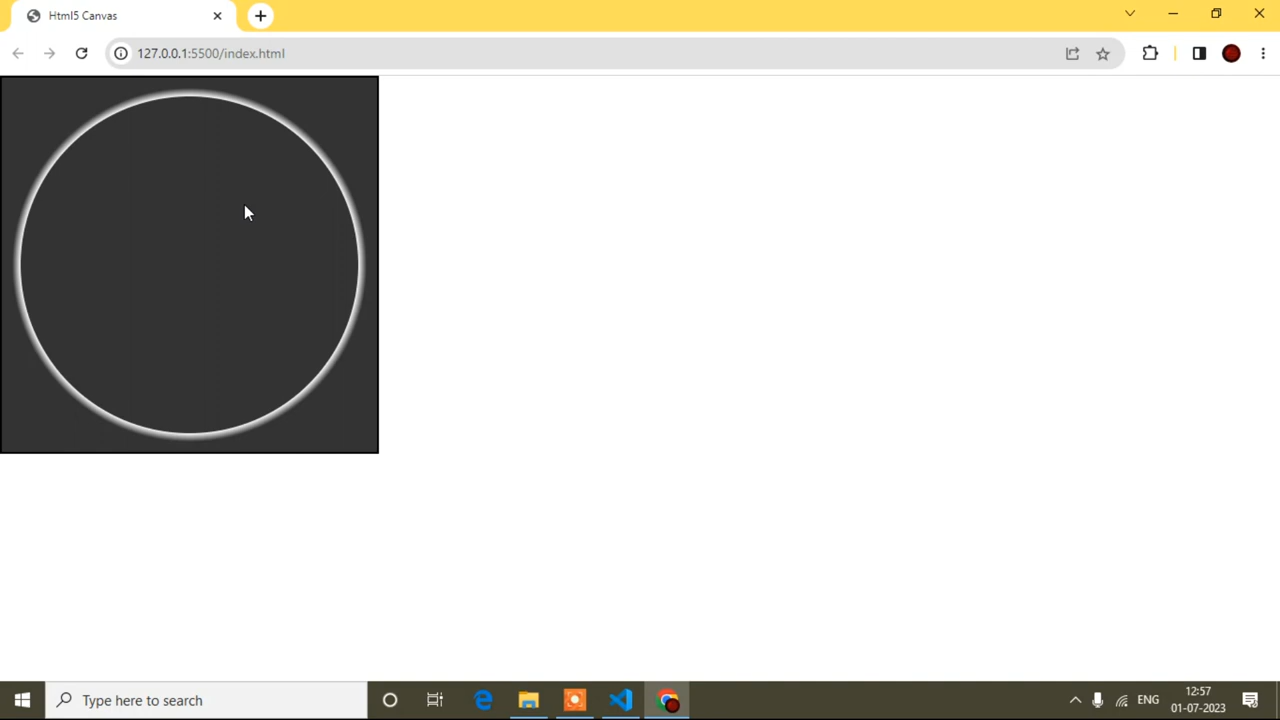 Html5 Canvas
127.0.0.1:5500/index.html
Type here to search
ENG
12:57
01-07-2023